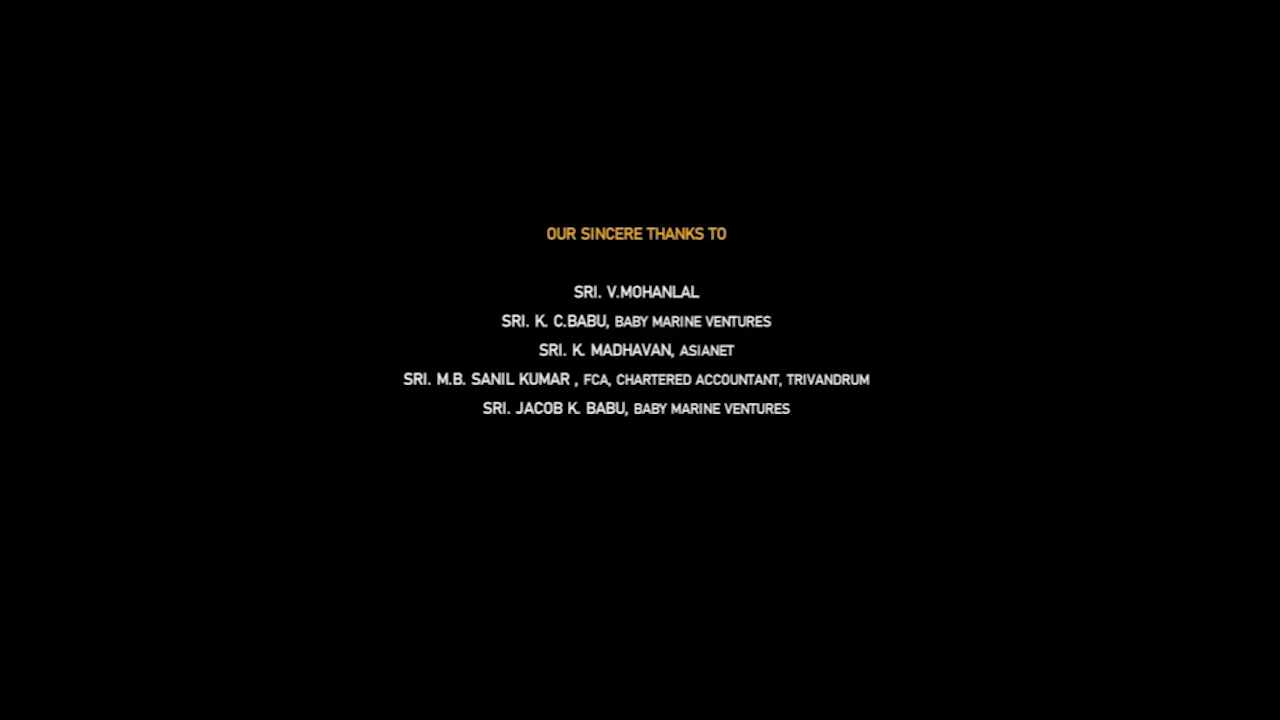 OUR SINCERE THANKS TO
SRI. V.MOHANLAL
SRI. K. C.BABU, BABY MARINE VENTURES
SRI. K. MADHAVAN, ASIANET
SRI. M.B. SANIL KUMAR , FCA, CHARTERED ACCOUNTANT, TRIVANDRUM
SRI. JACOB K. BABU, BABY MARINE VENTURES